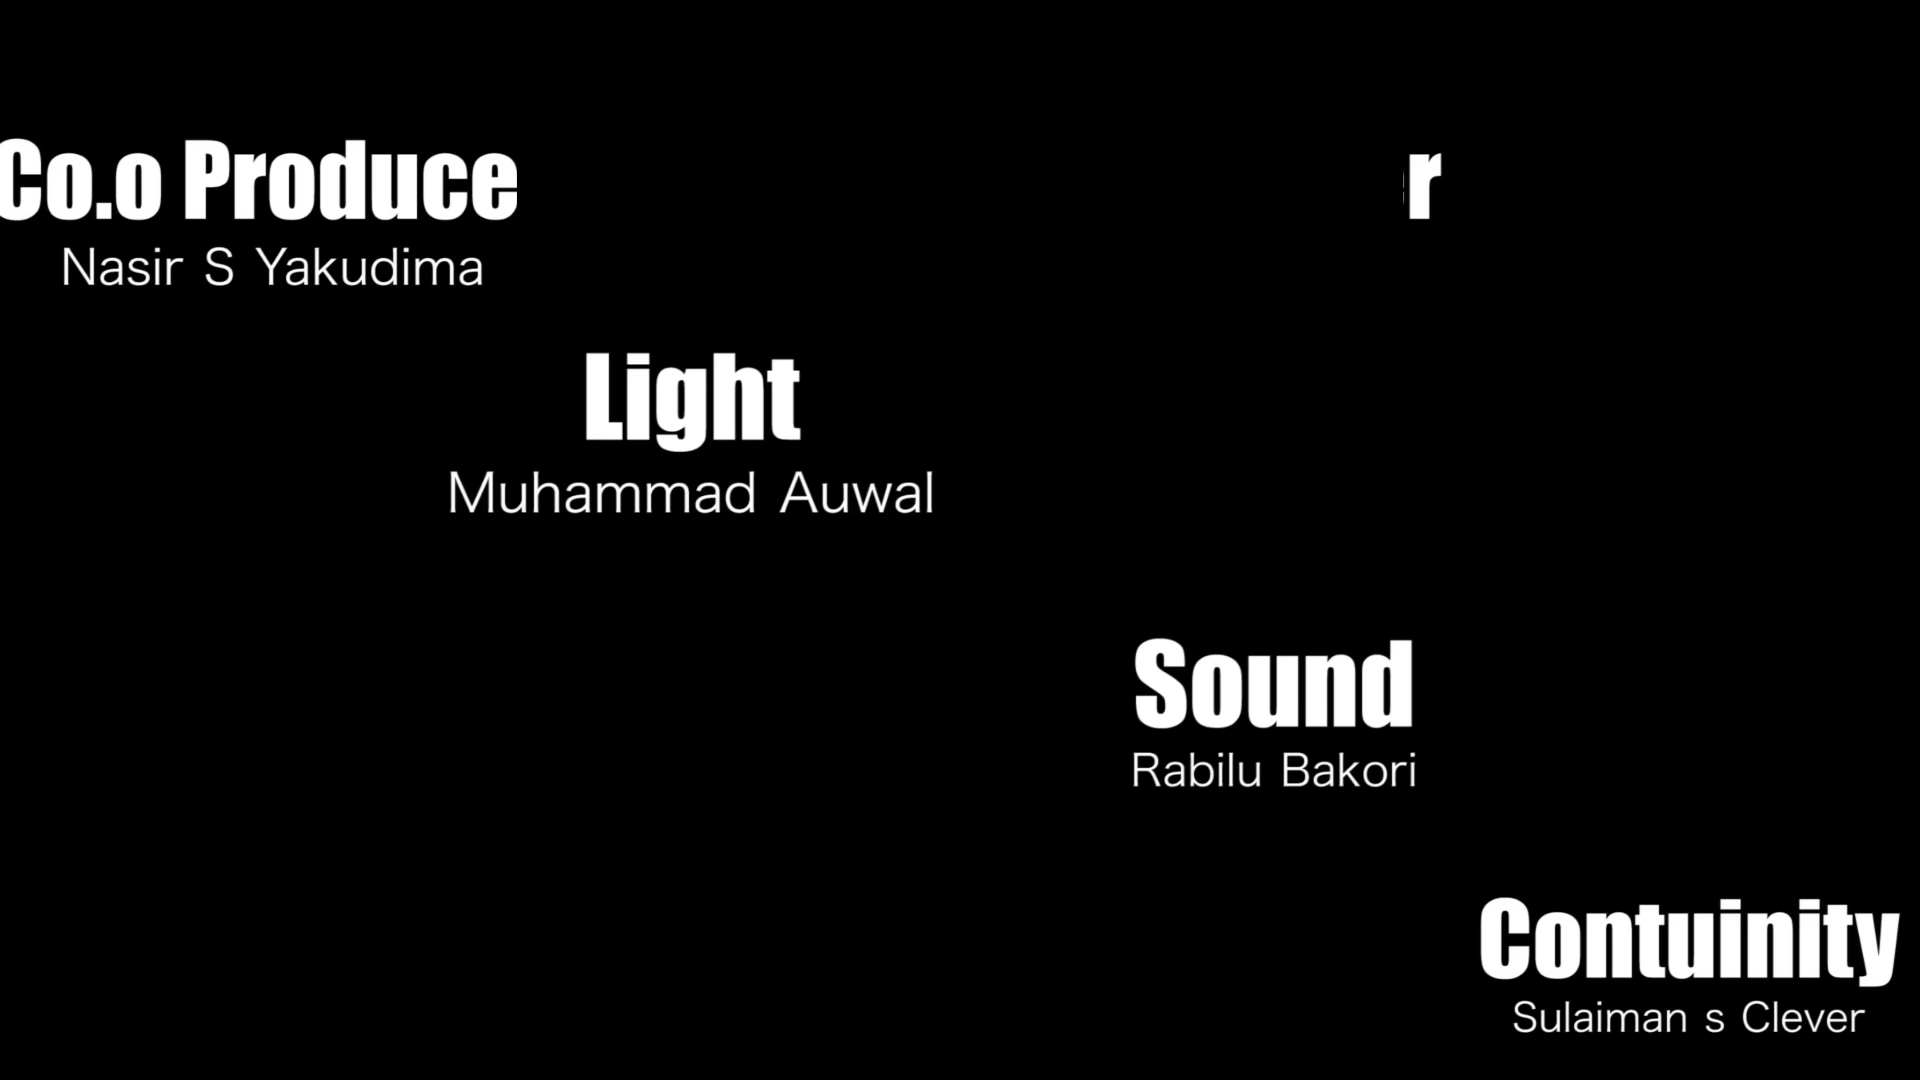 Co.o Produce r
Nasir S Yakudima
Light
Muhammad Auwal
Sound
Rabilu Bakori
Contuinity
Sulaiman s Clever